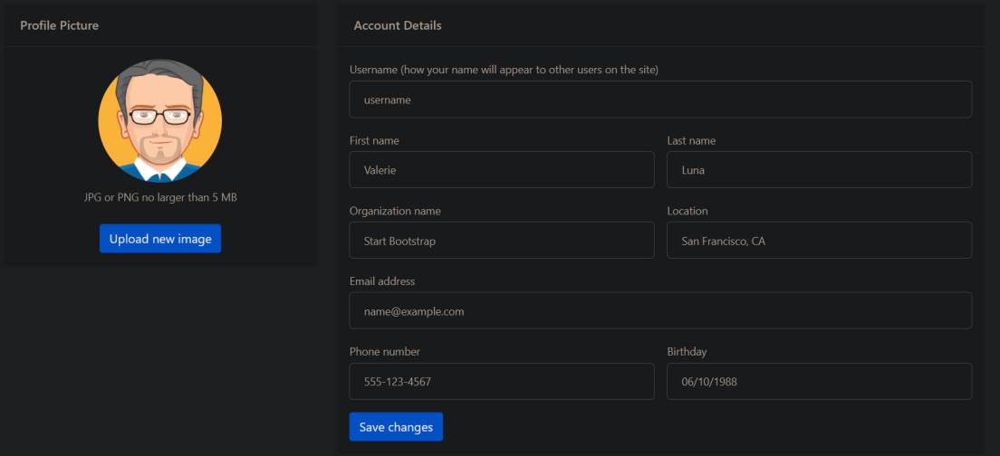 Profile Picture
JPG or PNG no larger than 5 MB
Upload new image
Account Details
Username (how your name will appear to other users on the site)
username
First name
Last name
Valerie
Luna
Organization name
Location
Start Bootstrap
San Francisco, CA
Email address
name@example.com
Phone number
Birthday
555-123-4567
06/10/1988
Save changes